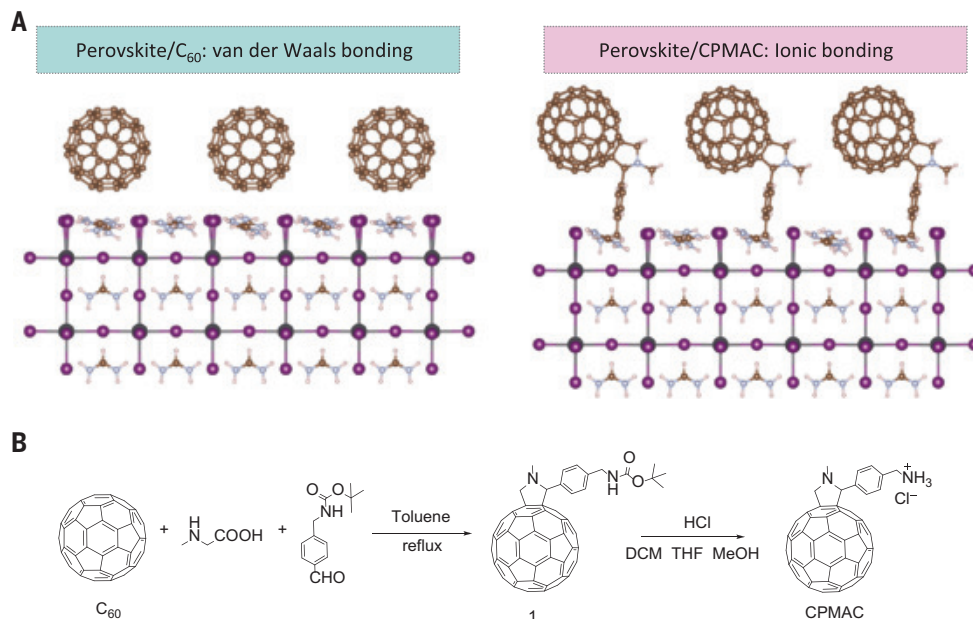 A
Perovskite/C₆₀: van der Waals bonding
Perovskite/CPMAC: Ionic bonding
B
C₆₀
+
H
N
COOH
+
O
O
NH
CHO
Toluene
reflux
N
NH
O
O
1
HCl
DCM THF MeOH
N
NH₃
+
Cl⁻
CPMAC